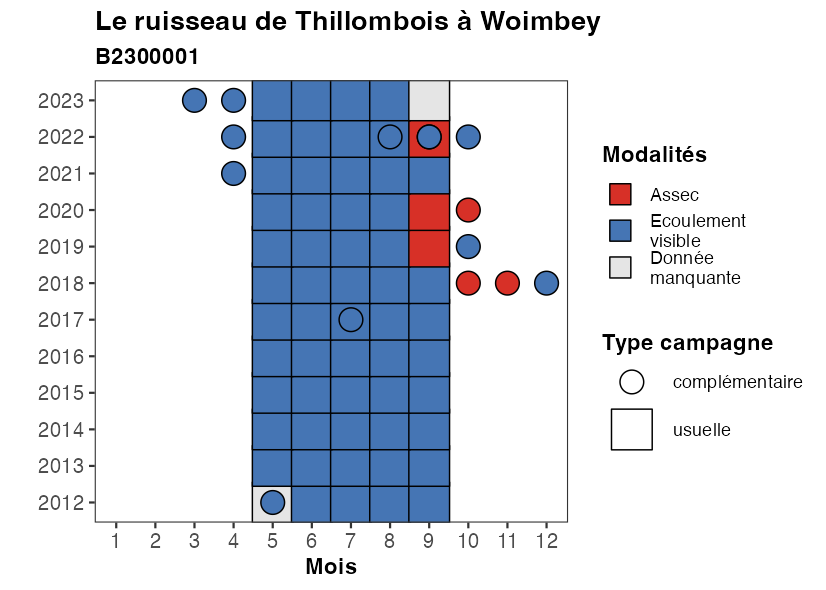 Le ruisseau de Thillombois à Woimbey
B2300001
2023
2022
2021
2020
2019
2018
2017
2016
2015
2014
2013
2012
1 2 3 4 5 6 7 8 9 10 11 12
Mois
Modalités
Assec
Ecoulement
visible
Donnée
manquante
Type campagne
complémentaire
usuelle